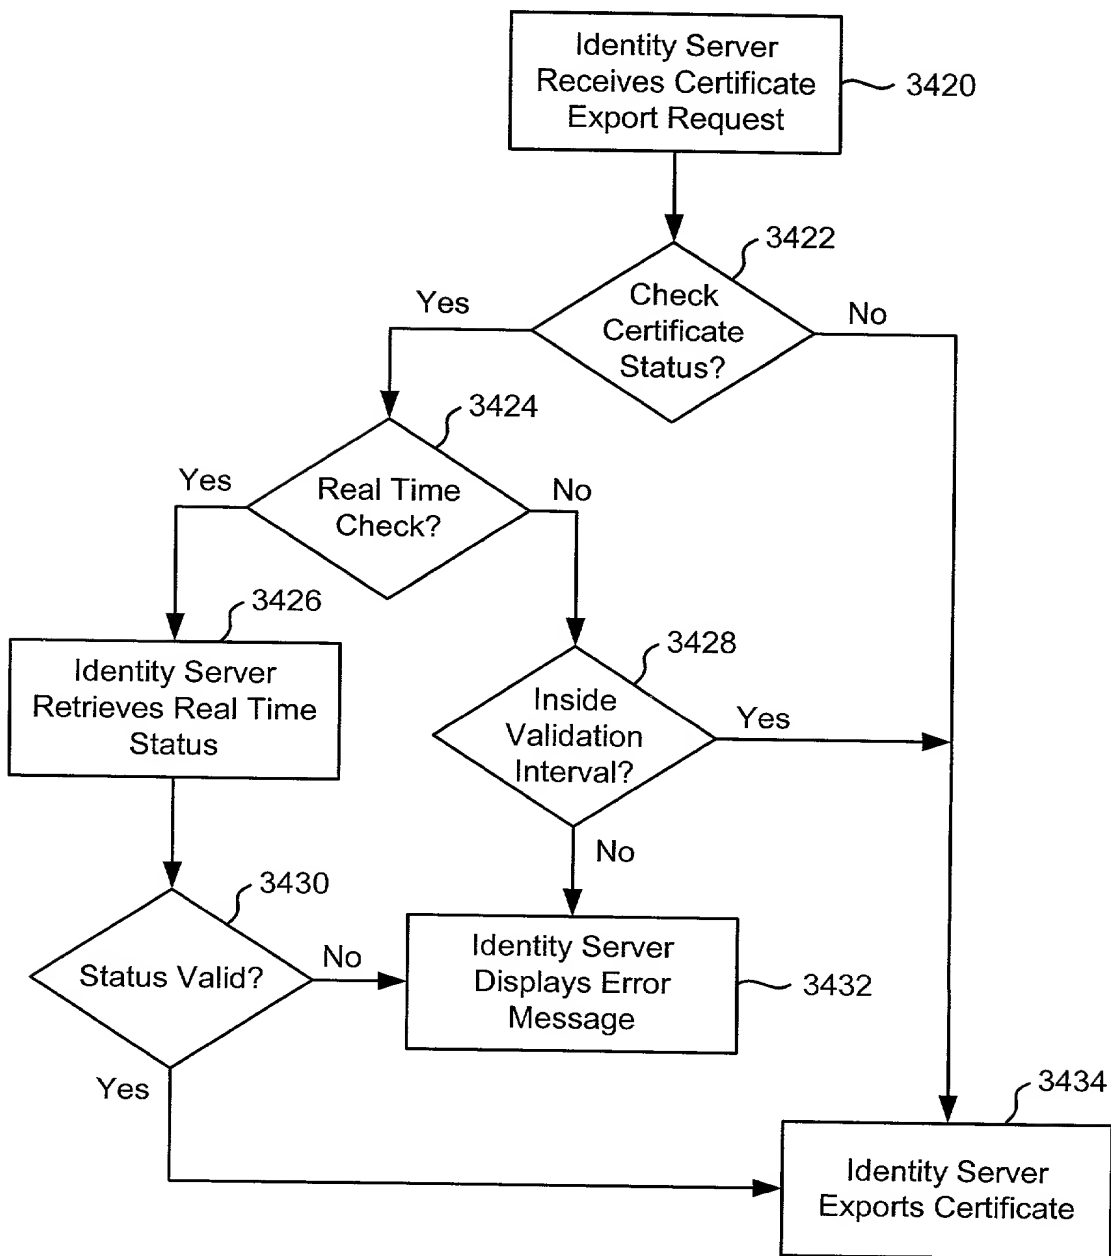 Identity Server
Receives Certificate
Export Request
3420
3422
Check
Certificate
Status?
Yes
No
3424
Real Time
Check?
Yes
No
3426
Identity Server
Retrieves Real Time
Status
3428
Inside
Validation
Interval?
Yes
No
3430
Status Valid?
No
Yes
Identity Server
Displays Error
Message
3432
3434
Identity Server
Exports Certificate